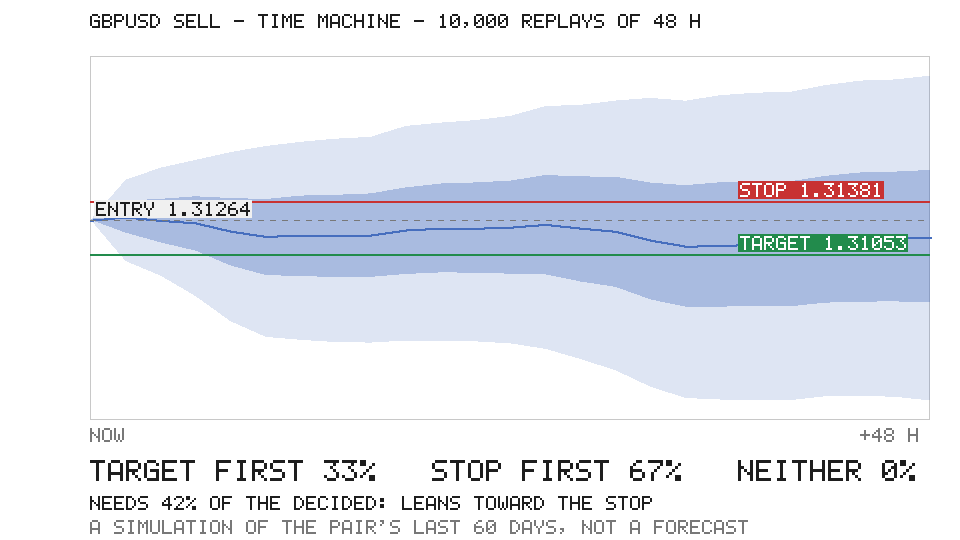 GBPUSD SELL - TIME MACHINE - 10,000 REPLAYS OF 48 H
STOP 1.31381
ENTRY 1.31264
TARGET 1.31053
NOW +48 H
TARGET FIRST 33% STOP FIRST 67% NEITHER 0%
NEEDS 42% OF THE DECIDED: LEANS TOWARD THE STOP
A SIMULATION OF THE PAIR'S LAST 60 DAYS, NOT A FORECAST